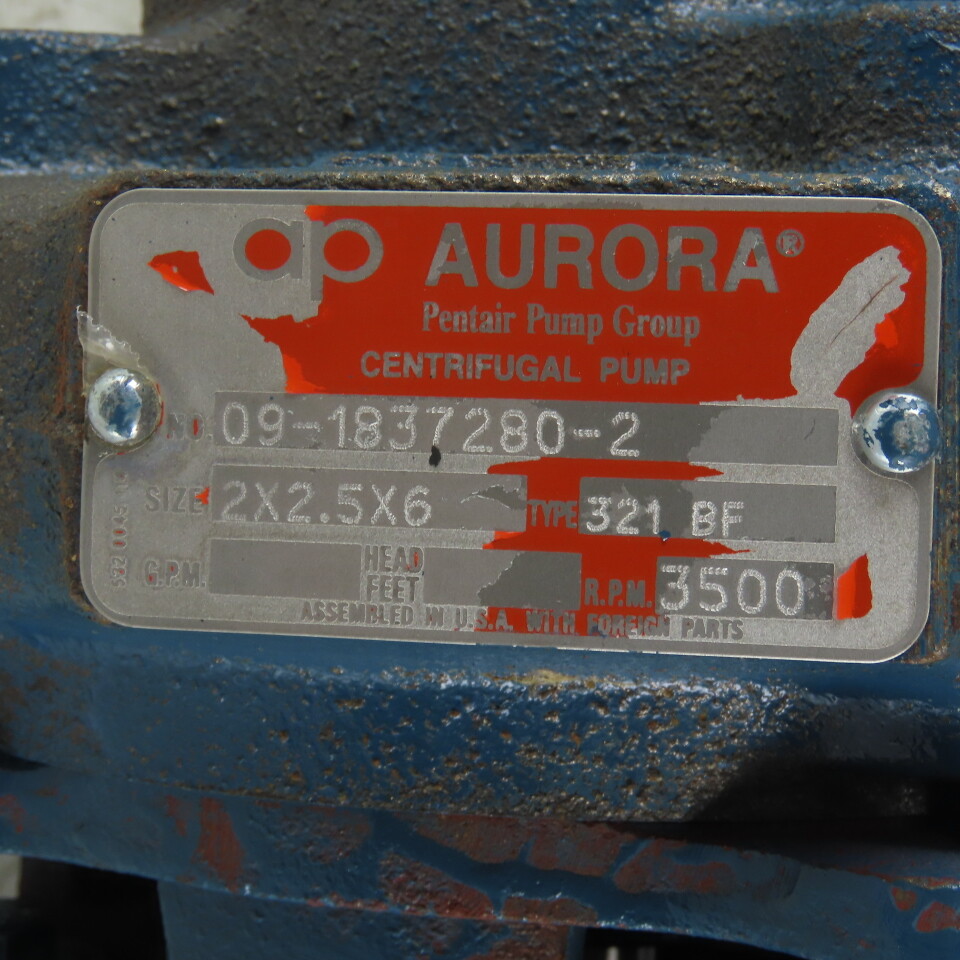 ap AURORA®
Pentair Pump Group
CENTRIFUGAL PUMP
NO. 09-1837280-2
SIZE 2X2.5X6 TYPE 321 BF
G.P.M. HEAD FEET R.P.M. 3500
ASSEMBLED IN U.S.A. WITH FOREIGN PARTS